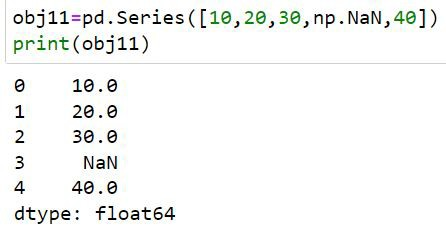 obj11=pd.Series([10,20,30,np.NaN,40])
print(obj11)
0    10.0
1    20.0
2    30.0
3     NaN
4    40.0
dtype: float64